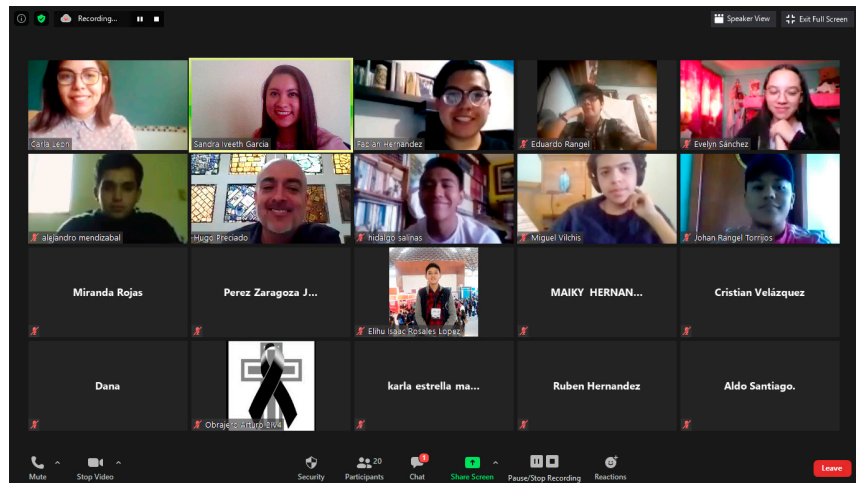 Recording...
Speaker View
Exit Full Screen
Carla Leon
Sandra Iveeth Garcia
Fabian Hernandez
Eduardo Rangel
Evelyn Sánchez
alejandro mendizabal
Hugo Preciado
hidalgo salinas
Miguel Vilchis
Johan Rangel Torrijos
Miranda Rojas
Perez Zaragoza J...
Elihu Isaac Rosales Lopez
MAIKY HERNAN...
Cristian Velázquez
Dana
Obrajero Arturo 2IV4
karla estrella ma...
Ruben Hernandez
Aldo Santiago.
Mute
Stop Video
Security
Participants
20
Chat
1
Share Screen
Pause/Stop Recording
Reactions
Leave